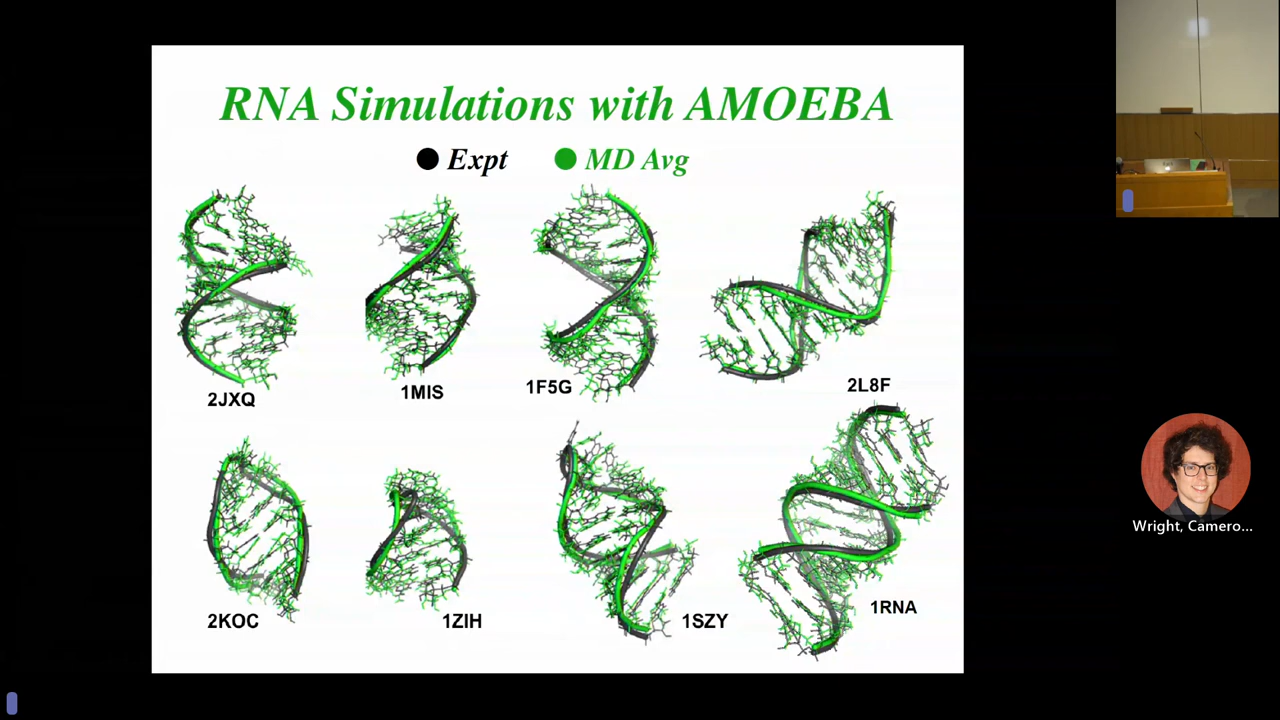 RNA Simulations with AMOEBA
Expt
MD Avg
2JXQ
1MIS
1F5G
2L8F
2KOC
1ZIH
1SZY
1RNA
Wright, Camero...